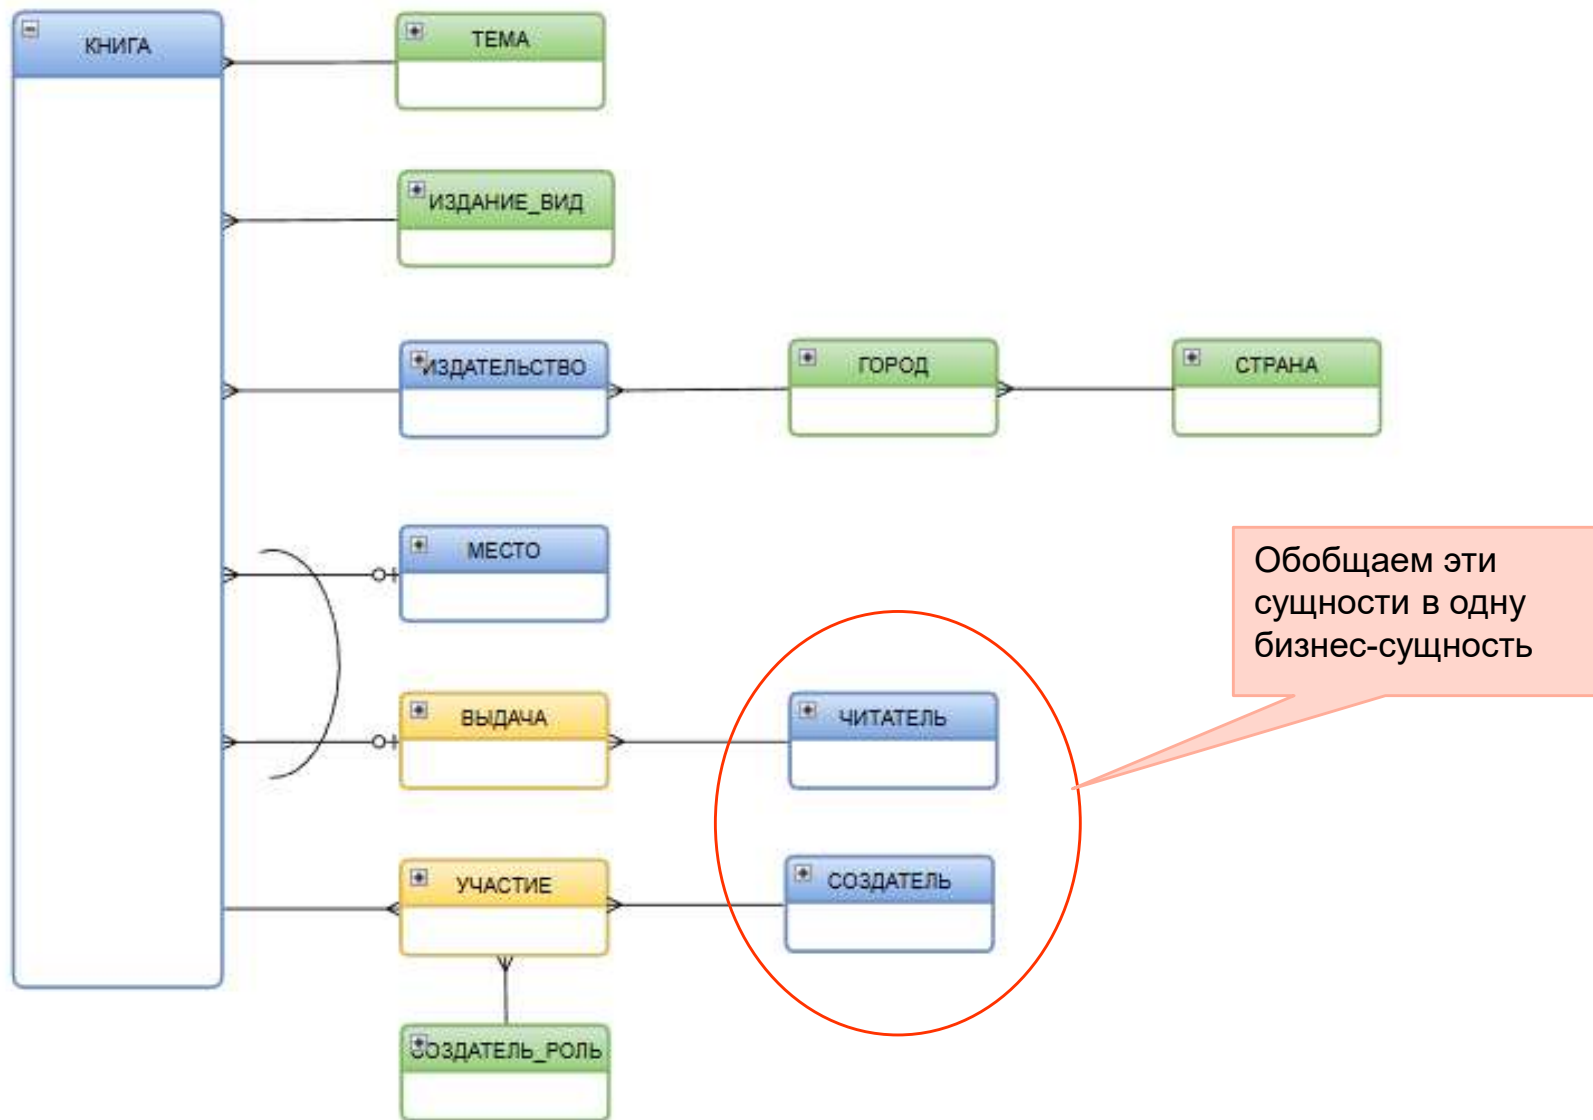 КНИГА
ТЕМА
ИЗДАНИЕ_ВИД
ИЗДАТЕЛЬСТВО
ГОРОД
СТРАНА
МЕСТО
Обобщаем эти
сущности в одну
бизнес-сущность
ВЫДАЧА
ЧИТАТЕЛЬ
УЧАСТИЕ
СОЗДАТЕЛЬ
СОЗДАТЕЛЬ_РОЛЬ